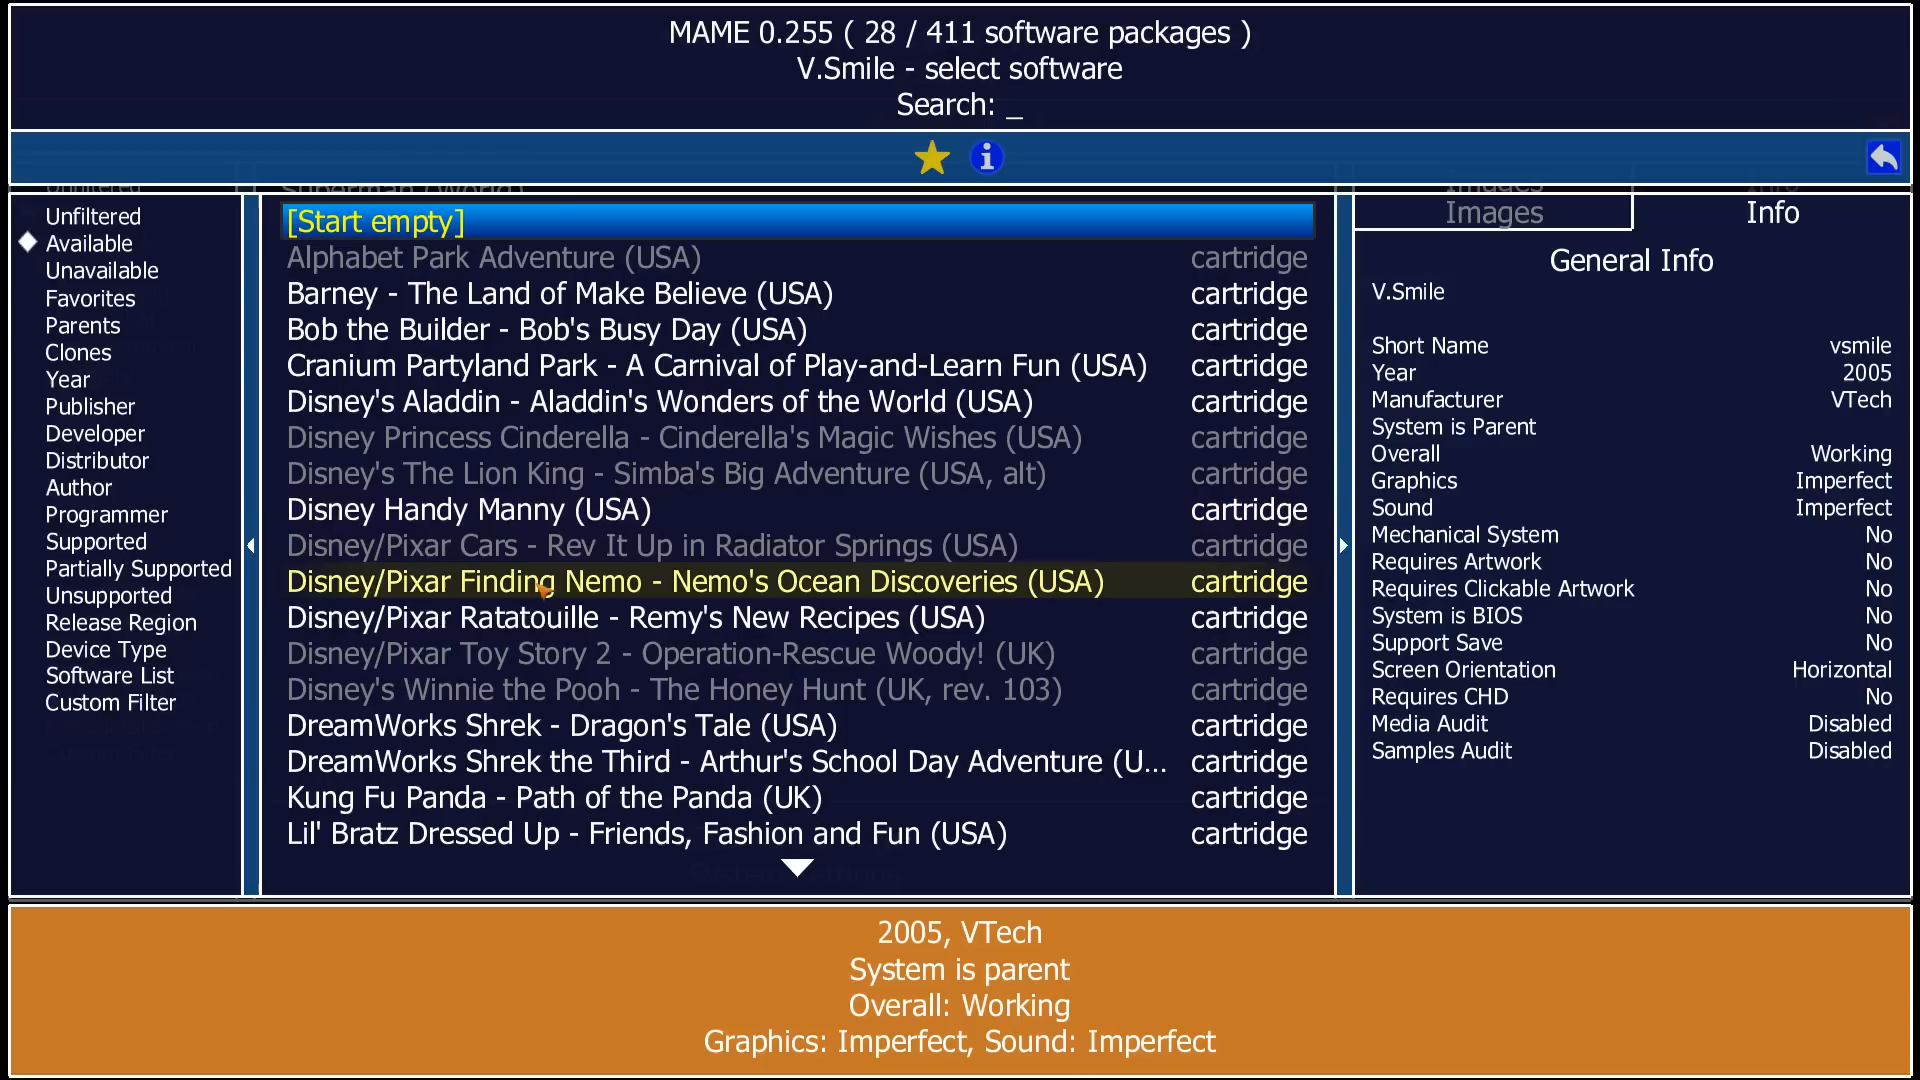 MAME 0.255 ( 28 / 411 software packages )
V.Smile - select software
Search: _
Unfiltered
Available
Unavailable
Favorites
Parents
Clones
Year
Publisher
Developer
Distributor
Author
Programmer
Supported
Partially Supported
Unsupported
Release Region
Device Type
Software List
Custom Filter
[Start empty]
Alphabet Park Adventure (USA) cartridge
Barney - The Land of Make Believe (USA) cartridge
Bob the Builder - Bob's Busy Day (USA) cartridge
Cranium Partyland Park - A Carnival of Play-and-Learn Fun (USA) cartridge
Disney's Aladdin - Aladdin's Wonders of the World (USA) cartridge
Disney Princess Cinderella - Cinderella's Magic Wishes (USA) cartridge
Disney's The Lion King - Simba's Big Adventure (USA, alt) cartridge
Disney Handy Manny (USA) cartridge
Disney/Pixar Cars - Rev It Up in Radiator Springs (USA) cartridge
Disney/Pixar Finding Nemo - Nemo's Ocean Discoveries (USA) cartridge
Disney/Pixar Ratatouille - Remy's New Recipes (USA) cartridge
Disney/Pixar Toy Story 2 - Operation-Rescue Woody! (UK) cartridge
Disney's Winnie the Pooh - The Honey Hunt (UK, rev. 103) cartridge
DreamWorks Shrek - Dragon's Tale (USA) cartridge
DreamWorks Shrek the Third - Arthur's School Day Adventure (U... cartridge
Kung Fu Panda - Path of the Panda (UK) cartridge
Lil' Bratz Dressed Up - Friends, Fashion and Fun (USA) cartridge
Images Info
General Info
V.Smile
Short Name vsmile
Year 2005
Manufacturer VTech
System is Parent
Overall Working
Graphics Imperfect
Sound Imperfect
Mechanical System No
Requires Artwork No
Requires Clickable Artwork No
System is BIOS No
Support Save No
Screen Orientation Horizontal
Requires CHD No
Media Audit Disabled
Samples Audit Disabled
2005, VTech
System is parent
Overall: Working
Graphics: Imperfect, Sound: Imperfect